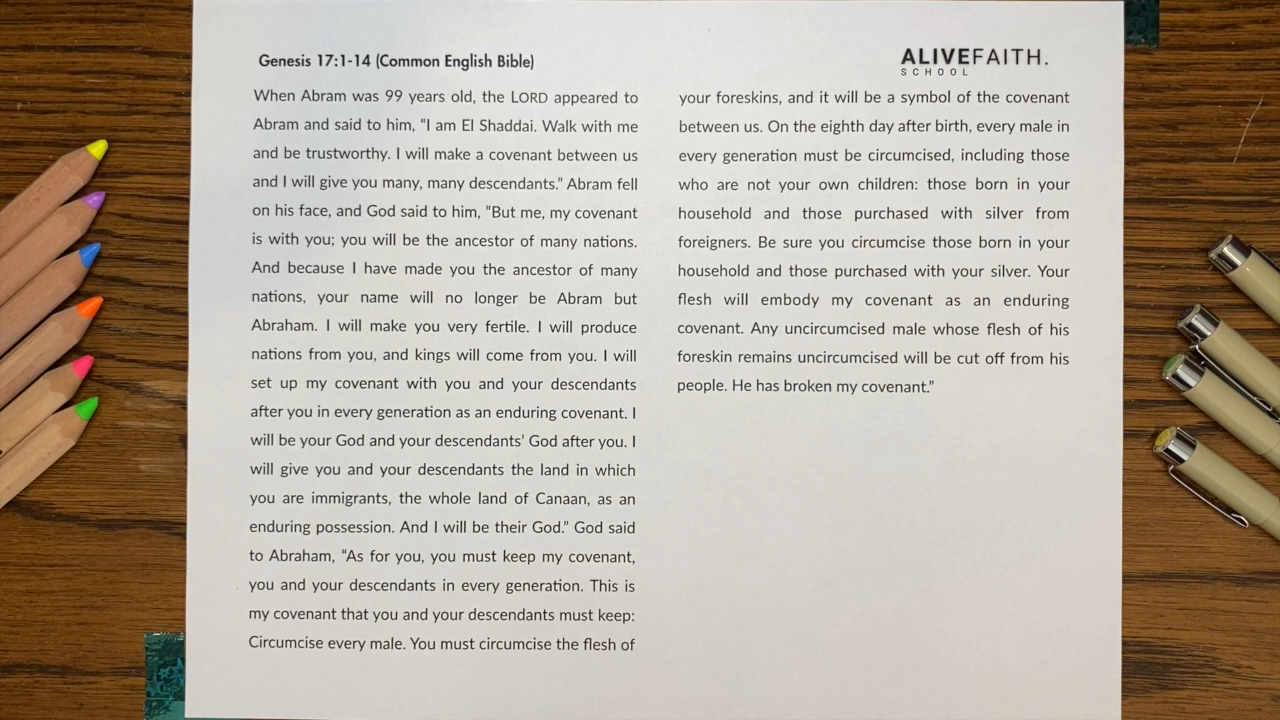 Genesis 17:1-14 (Common English Bible)
When Abram was 99 years old, the LORD appeared to
Abram and said to him, “I am El Shaddai. Walk with me
and be trustworthy. I will make a covenant between us
and I will give you many, many descendants.” Abram fell
on his face, and God said to him, “But me, my covenant
is with you; you will be the ancestor of many nations.
And because I have made you the ancestor of many
nations, your name will no longer be Abram but
Abraham. I will make you very fertile. I will produce
nations from you, and kings will come from you. I will
set up my covenant with you and your descendants
after you in every generation as an enduring covenant. I
will be your God and your descendants’ God after you. I
will give you and your descendants the land in which
you are immigrants, the whole land of Canaan, as an
enduring possession. And I will be their God.” God said
to Abraham, “As for you, you must keep my covenant,
you and your descendants in every generation. This is
my covenant that you and your descendants must keep:
Circumcise every male. You must circumcise the flesh of
ALIVEFAITH.
SCHOOL
your foreskins, and it will be a symbol of the covenant
between us. On the eighth day after birth, every male in
every generation must be circumcised, including those
who are not your own children: those born in your
household and those purchased with silver from
foreigners. Be sure you circumcise those born in your
household and those purchased with your silver. Your
flesh will embody my covenant as an enduring
covenant. Any uncircumcised male whose flesh of his
foreskin remains uncircumcised will be cut off from his
people. He has broken my covenant.”